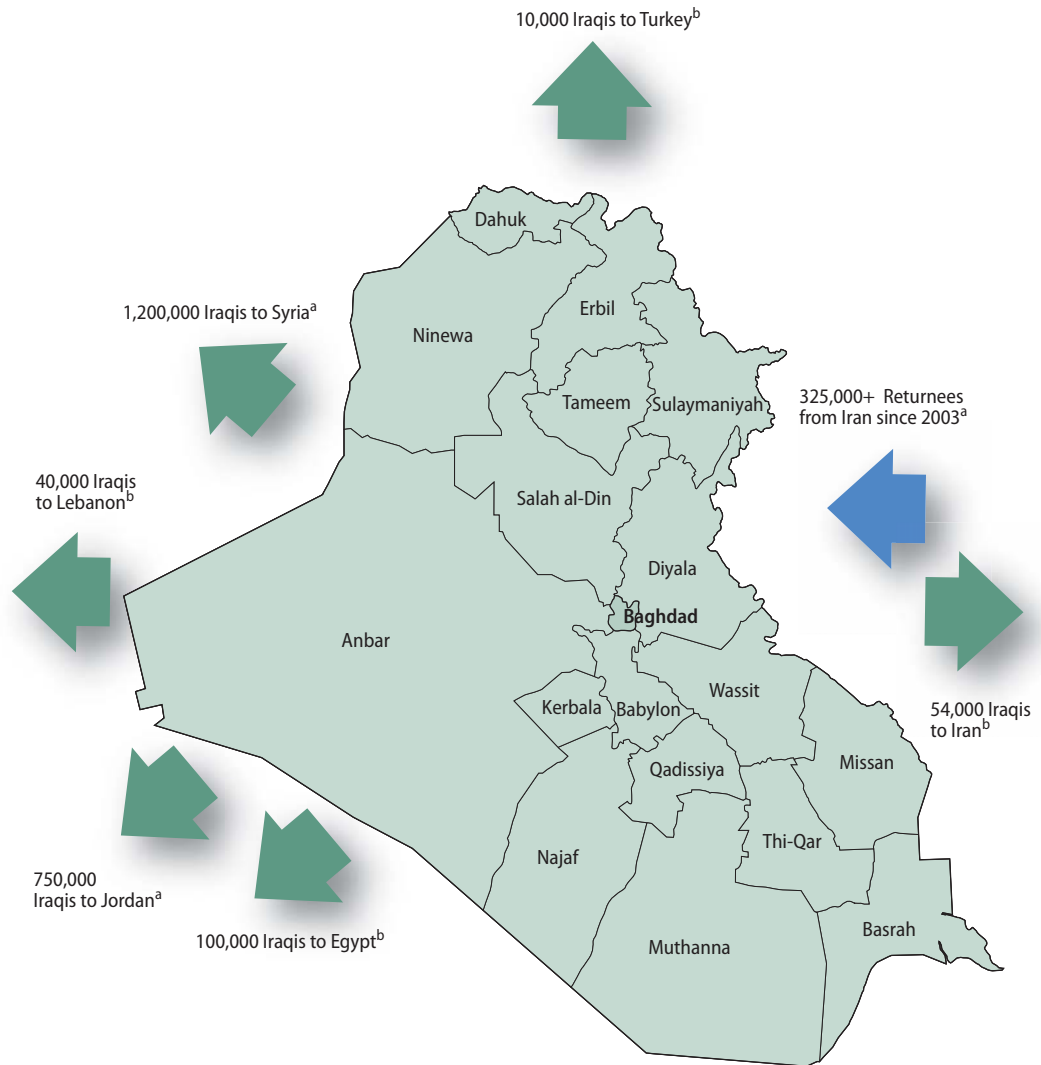 10,000 Iraqis to Turkeyᵇ
Dahuk
1,200,000 Iraqis to Syriaᵃ
Erbil
Ninewa
Tameem
Sulaymaniyah
325,000+ Returnees
from Iran since 2003ᵃ
40,000 Iraqis
to Lebanonᵇ
Salah al-Din
Diyala
Baghdad
Anbar
Wassit
Kerbala
Babylon
54,000 Iraqis
to Iranᵇ
Qadissiya
Missan
Thi-Qar
Najaf
750,000
Iraqis to Jordanᵃ
100,000 Iraqis to Egyptᵇ
Basrah
Muthanna